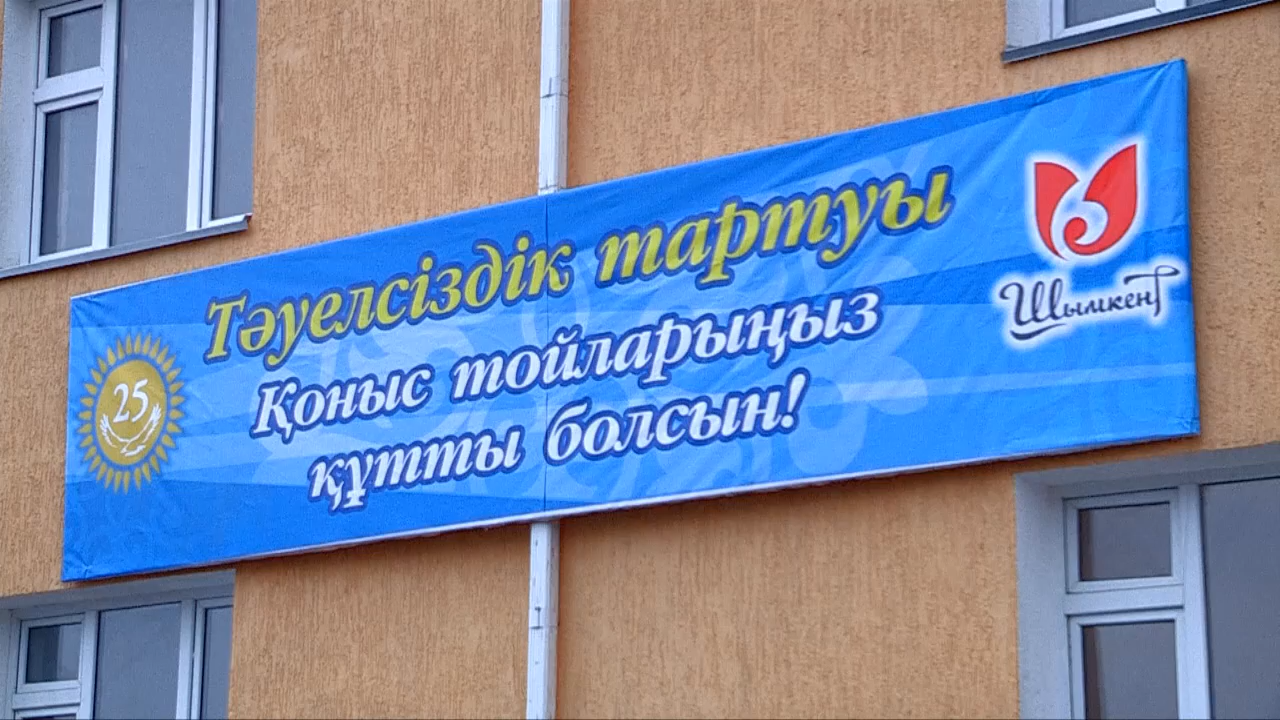 25
Тәуелсіздік тартуы
Қоныс тойларыңыз
құтты болсын!
Шымкент